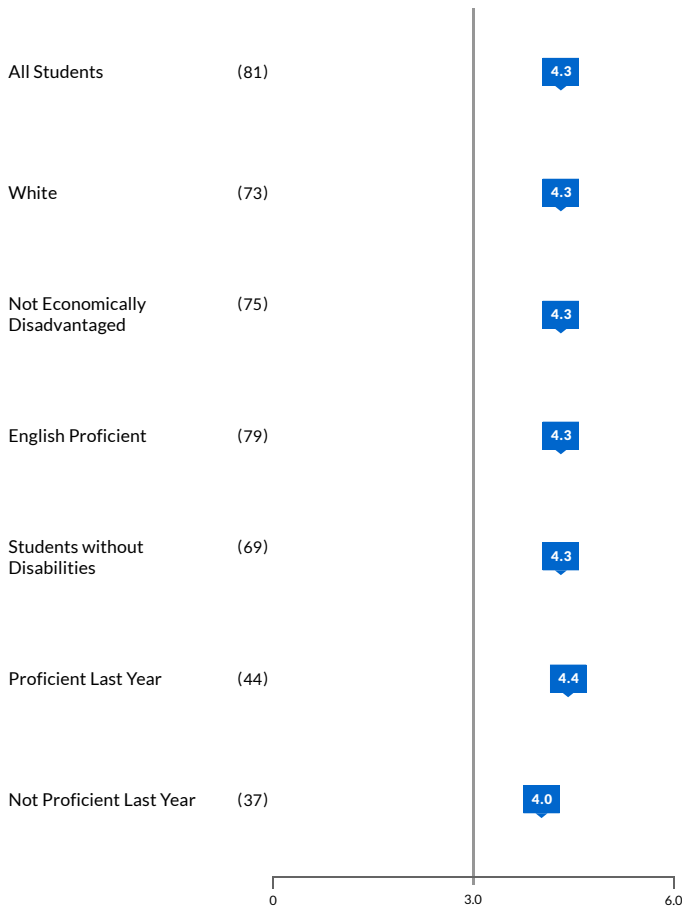 All Students (81) 4.3
White (73) 4.3
Not Economically (75) 4.3
Disadvantaged
English Proficient (79) 4.3
Students without (69) 4.3
Disabilities
Proficient Last Year (44) 4.4
Not Proficient Last Year (37) 4.0
0 3.0 6.0